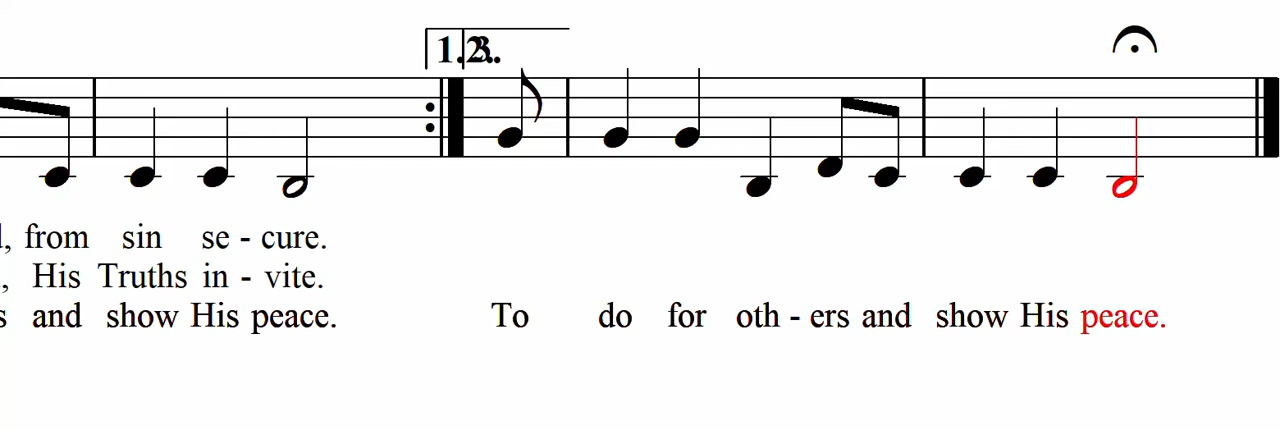 1.2. 3.
from sin se - cure.
His Truths in - vite.
and show His peace. To do for oth - ers and show His peace.